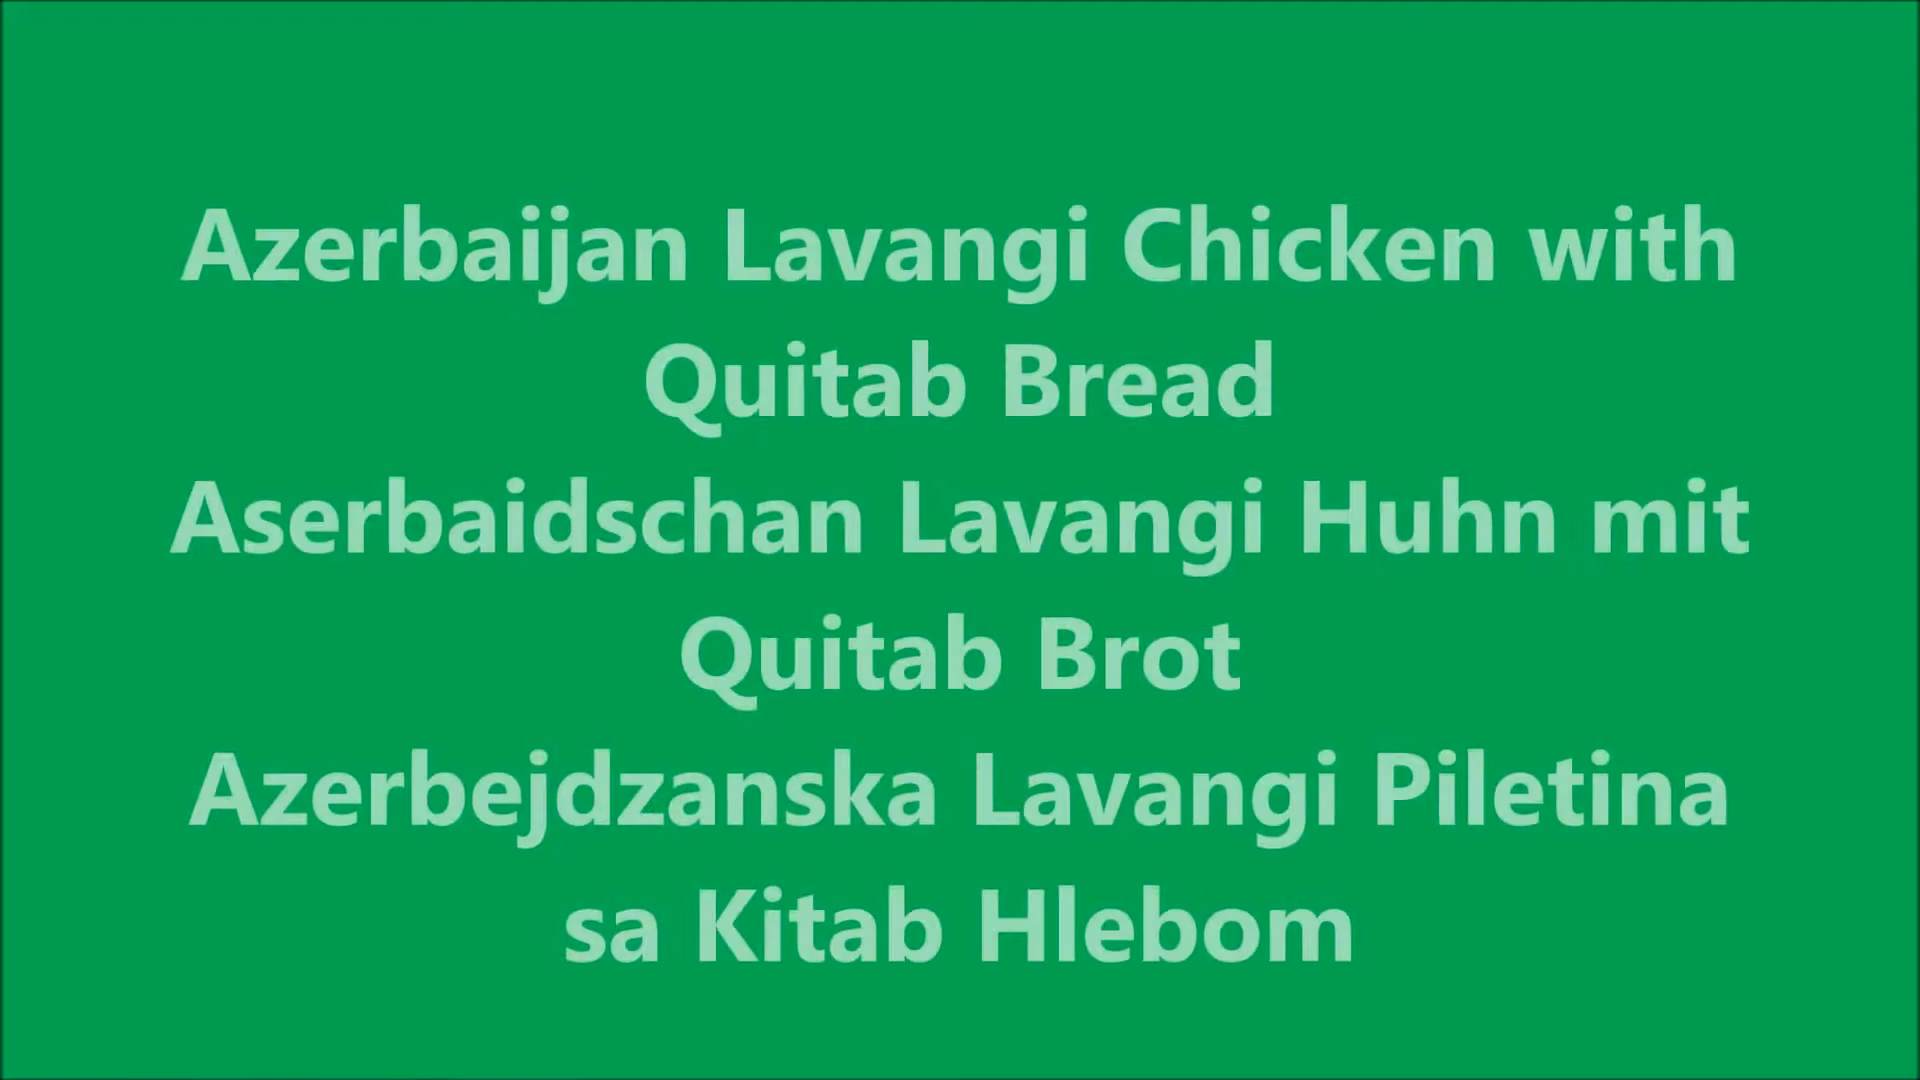 Azerbaijan Lavangi Chicken with
Quitab Bread
Aserbaidschan Lavangi Huhn mit
Quitab Brot
Azerbejdzanska Lavangi Piletina
sa Kitab Hlebom